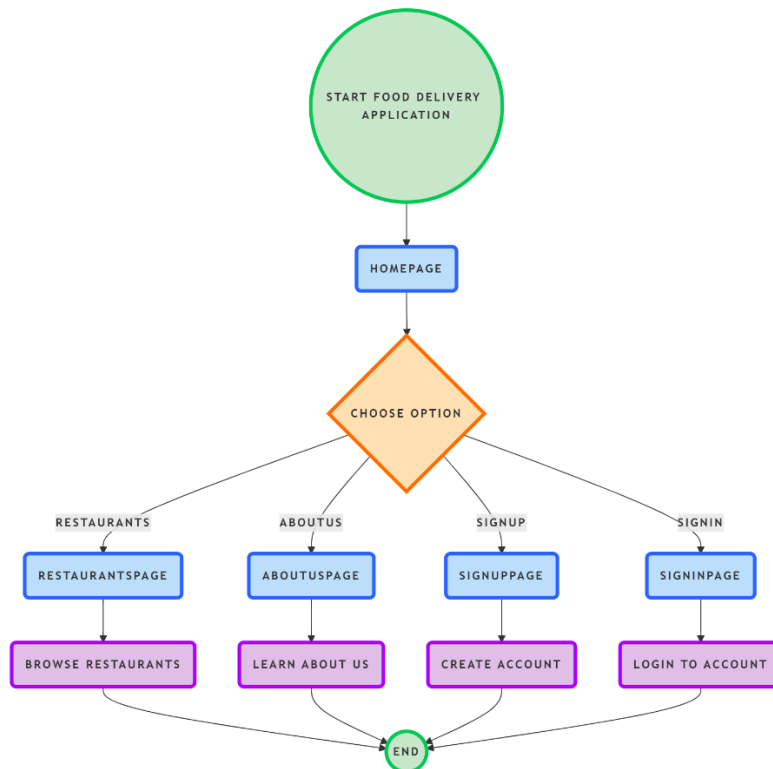 START FOOD DELIVERY
APPLICATION
HOMEPAGE
CHOOSE OPTION
RESTAURANTS
ABOUTUS
SIGNUP
SIGNIN
RESTAURANTSPAGE
ABOUTUSPAGE
SIGNUPPAGE
SIGNINPAGE
BROWSE RESTAURANTS
LEARN ABOUT US
CREATE ACCOUNT
LOGIN TO ACCOUNT
END